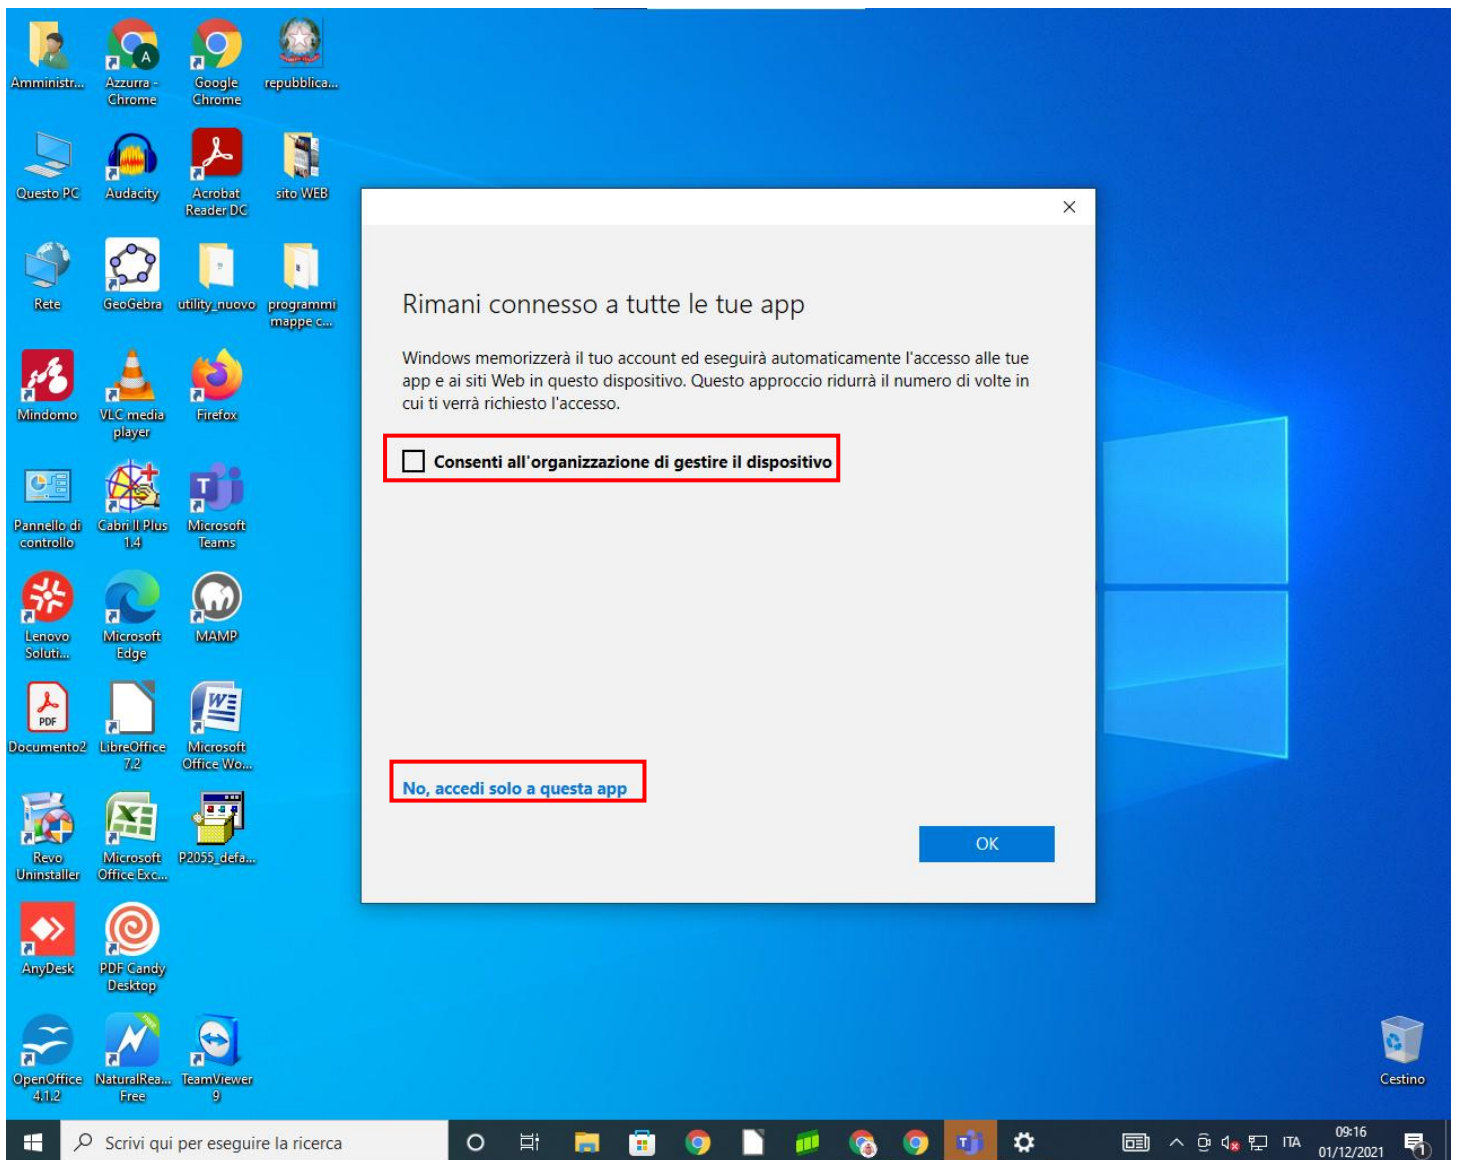 Amministr...
Azzurra -
Chrome
Google
Chrome
repubblica...
Questo PC
Audacity
Acrobat
Reader DC
sito WEB
Rete
GeoGebra
utility_nuovo
programmi
mappe c...
Mindomo
VLC media
player
Firefox
Pannello di
controllo
Cabri II Plus
1.4
Microsoft
Teams
Lenovo
Soluti...
Microsoft
Edge
MAMP
PDF
Documento2
LibreOffice
7.2
Microsoft
Office Wo...
Revo
Uninstaller
Microsoft
Office Exc...
P2055_defa...
AnyDesk
PDF Candy
Desktop
OpenOffice
4.1.2
NaturalRea...
Free
TeamViewer
9
Rimani connesso a tutte le tue app
Windows memorizzerà il tuo account ed eseguirà automaticamente l'accesso alle tue
app e ai siti Web in questo dispositivo. Questo approccio ridurrà il numero di volte in
cui ti verrà richiesto l'accesso.
Consenti all'organizzazione di gestire il dispositivo
No, accedi solo a questa app
OK
Cestino
Scrivi qui per eseguire la ricerca
ITA
09:16
01/12/2021
1